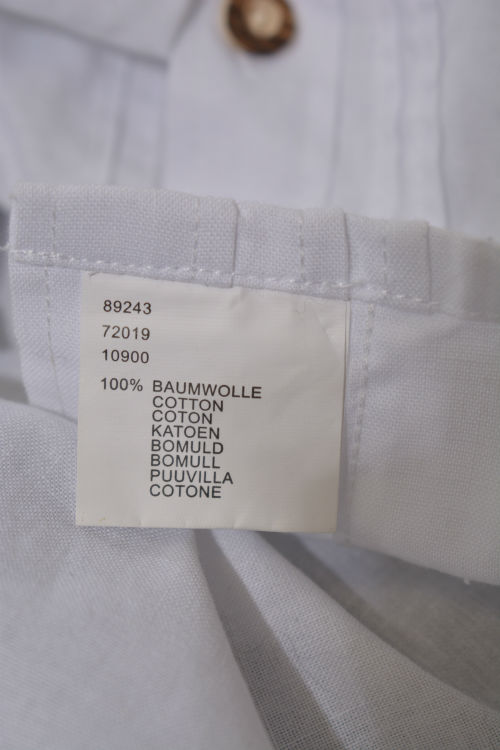 89243
72019
10900
100% BAUMWOLLE
COTTON
COTON
KATOEN
BOMULD
BOMULL
PUUVILLA
COTONE